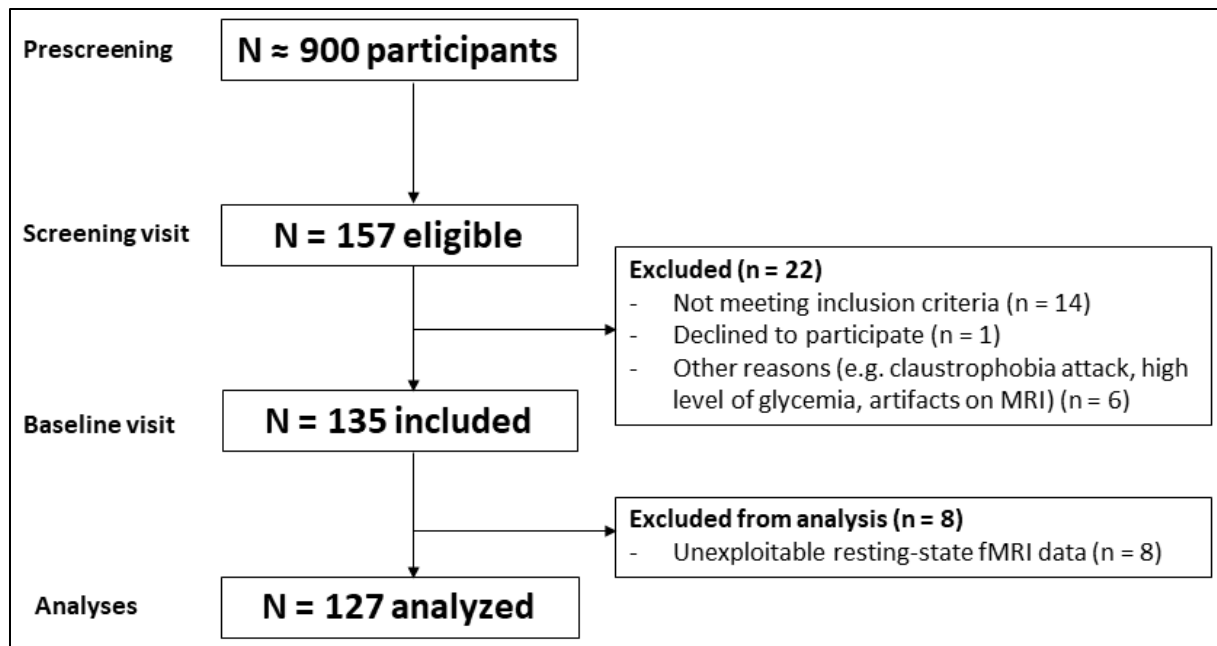 Prescreening
N ≈ 900 participants
Screening visit
N = 157 eligible
Excluded (n = 22)
- Not meeting inclusion criteria (n = 14)
- Declined to participate (n = 1)
- Other reasons (e.g. claustrophobia attack, high
level of glycemia, artifacts on MRI) (n = 6)
Baseline visit
N = 135 included
Excluded from analysis (n = 8)
- Unexploitable resting-state fMRI data (n = 8)
Analyses
N = 127 analyzed